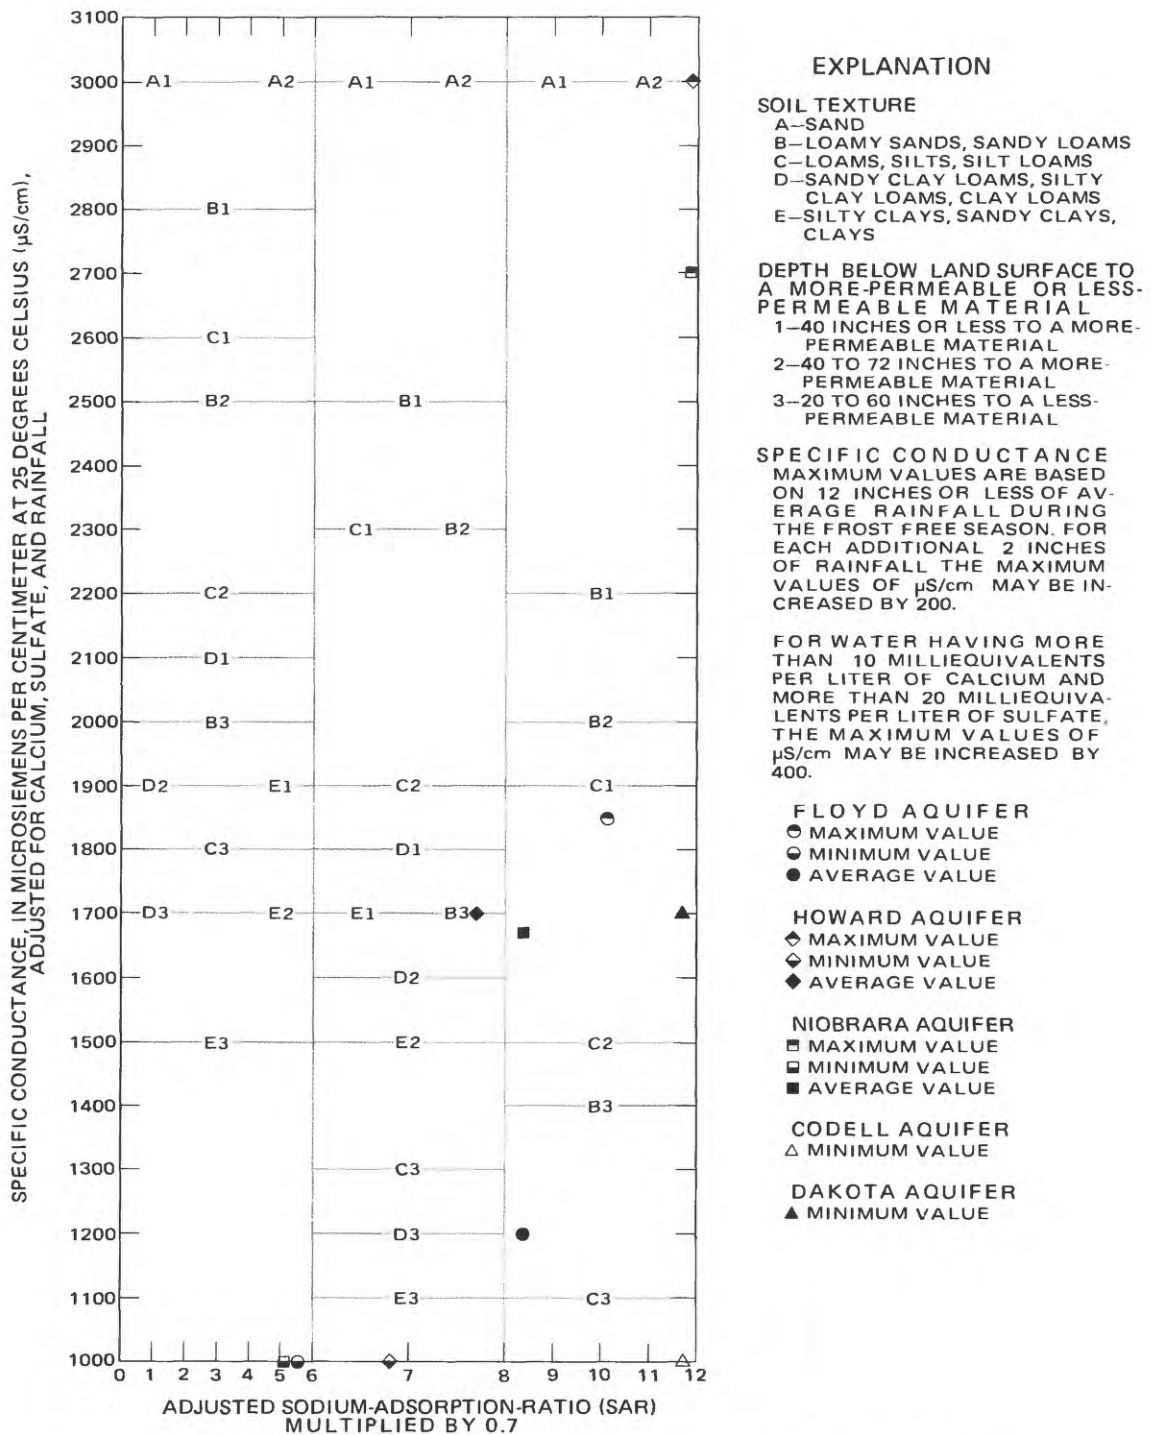 SPECIFIC CONDUCTANCE, IN MICROSIEMENS PER CENTIMETER AT 25 DEGREES CELSIUS (µS/cm),
ADJUSTED FOR CALCIUM, SULFATE, AND RAINFALL
3100
3000 A1 A2 A1 A2 A1 A2
2900
2800 B1
2700
2600 C1
2500 B2 B1
2400
2300 C1 B2
2200 C2 B1
2100 D1
2000 B3 B2
1900 D2 E1 C2 C1
1800 C3 D1
1700 D3 E2 E1 B3
1600 D2
1500 E3 E2 C2
1400 B3
1300 C3
1200 D3
1100 E3 C3
1000
0 1 2 3 4 5 6 7 8 10 12
ADJUSTED SODIUM-ADSORPTION-RATIO (SAR)
MULTIPLIED BY 0.7
EXPLANATION
SOIL TEXTURE
A—SAND
B—LOAMY SANDS, SANDY LOAMS
C—LOAMS, SILTS, SILT LOAMS
D—SANDY CLAY LOAMS, SILTY
CLAY LOAMS, CLAY LOAMS
E—SILTY CLAYS, SANDY CLAYS,
CLAYS
DEPTH BELOW LAND SURFACE TO
A MORE-PERMEABLE OR LESS-
PERMEABLE MATERIAL
1—40 INCHES OR LESS TO A MORE-
PERMEABLE MATERIAL
2—40 TO 72 INCHES TO A MORE-
PERMEABLE MATERIAL
3—20 TO 60 INCHES TO A LESS-
PERMEABLE MATERIAL
SPECIFIC CONDUCTANCE
MAXIMUM VALUES ARE BASED
ON 12 INCHES OR LESS OF AV-
ERAGE RAINFALL DURING
THE FROST FREE SEASON. FOR
EACH ADDITIONAL 2 INCHES
OF RAINFALL THE MAXIMUM
VALUES OF µS/cm MAY BE IN-
CREASED BY 200.
FOR WATER HAVING MORE
THAN 10 MILLIEQUIVALENTS
PER LITER OF CALCIUM AND
MORE THAN 20 MILLIEQUIVA-
LENTS PER LITER OF SULFATE,
THE MAXIMUM VALUES OF
µS/cm MAY BE INCREASED BY
400.
FLOYD AQUIFER
MAXIMUM VALUE
MINIMUM VALUE
AVERAGE VALUE
HOWARD AQUIFER
MAXIMUM VALUE
MINIMUM VALUE
AVERAGE VALUE
NIOBRARA AQUIFER
MAXIMUM VALUE
MINIMUM VALUE
AVERAGE VALUE
CODELL AQUIFER
MINIMUM VALUE
DAKOTA AQUIFER
MINIMUM VALUE